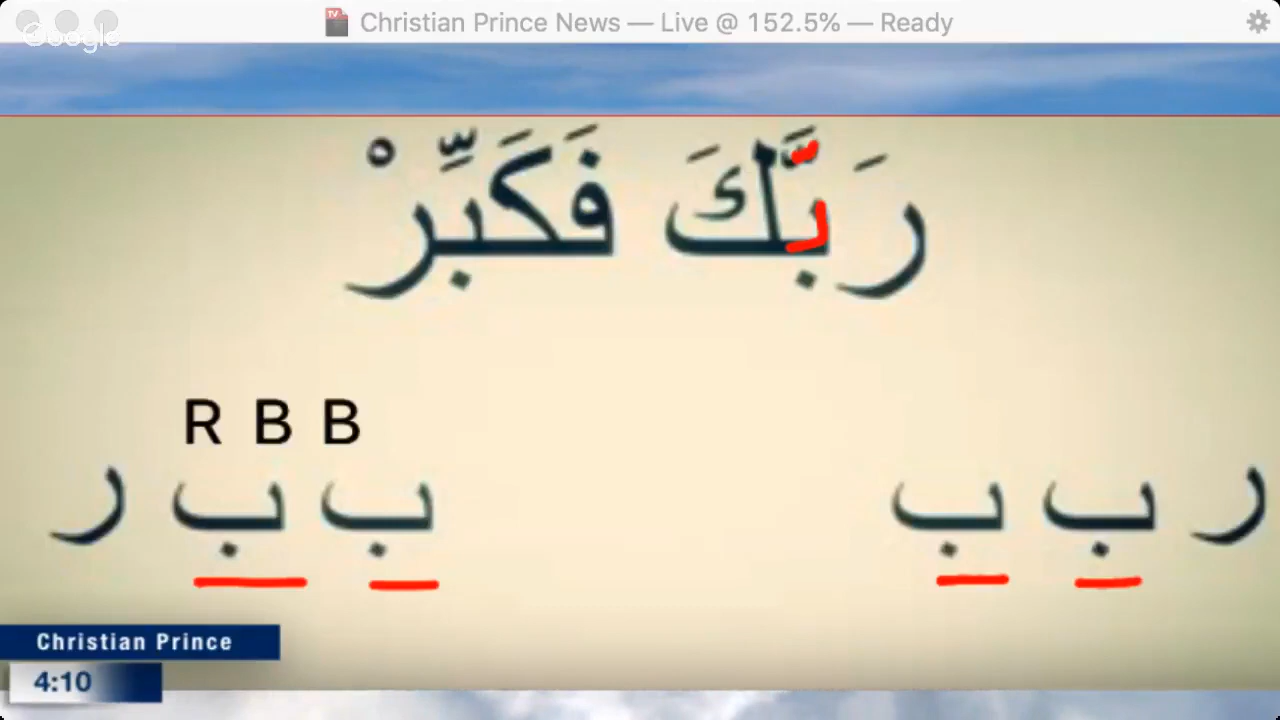 Christian Prince News — Live @ 152.5% — Ready
Google
رَبَّكَ فَكَبِّرْ
R B B
ر ب ب
ب ب ر
Christian Prince
4:10